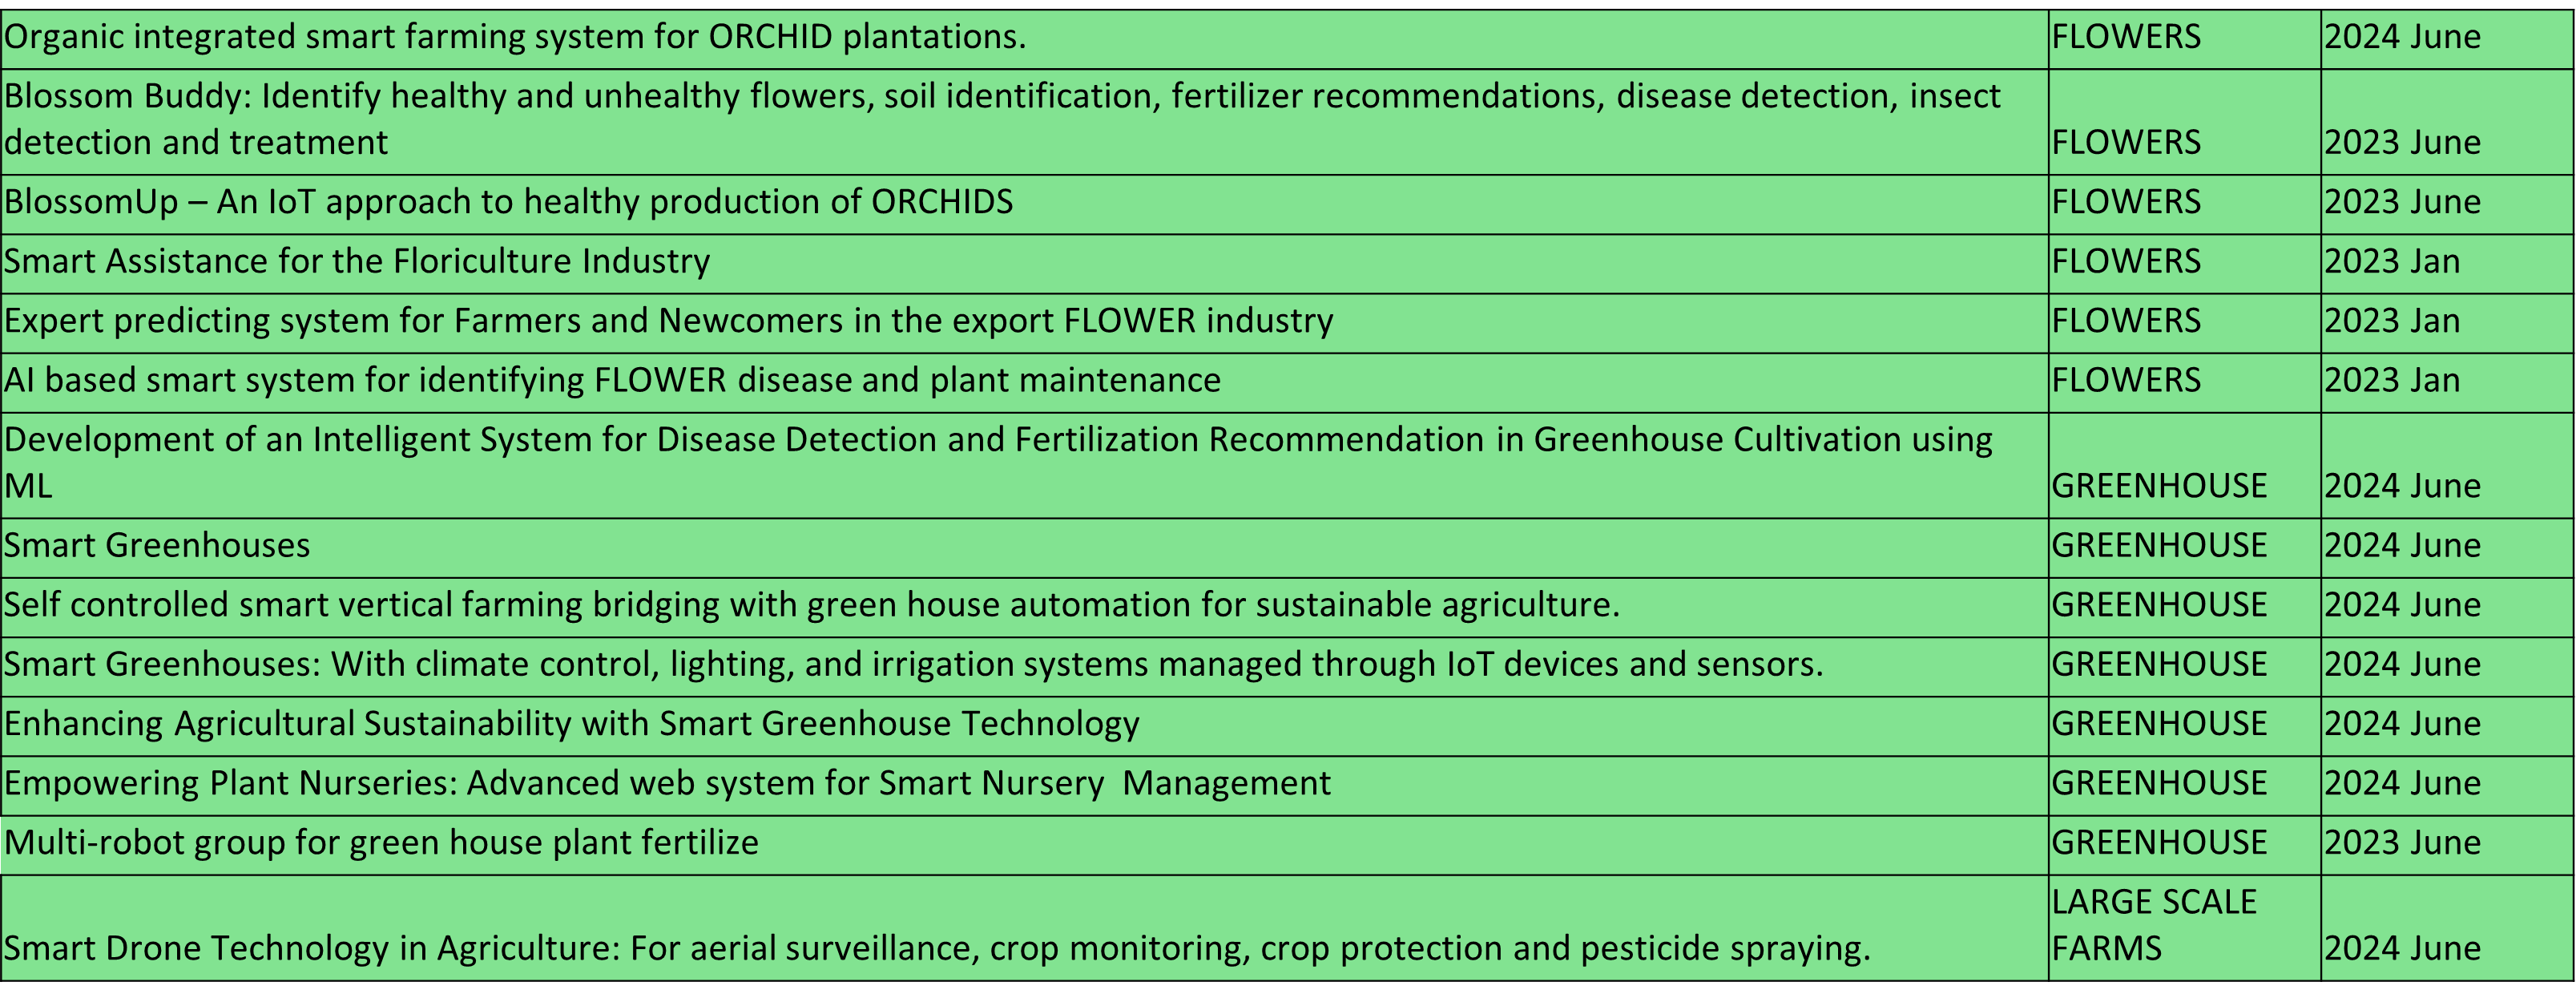 Organic integrated smart farming system for ORCHID plantations. FLOWERS 2024 June
Blossom Buddy: Identify healthy and unhealthy flowers, soil identification, fertilizer recommendations, disease detection, insect
detection and treatment FLOWERS 2023 June
BlossomUp – An IoT approach to healthy production of ORCHIDS FLOWERS 2023 June
Smart Assistance for the Floriculture Industry FLOWERS 2023 Jan
Expert predicting system for Farmers and Newcomers in the export FLOWER industry FLOWERS 2023 Jan
AI based smart system for identifying FLOWER disease and plant maintenance FLOWERS 2023 Jan
Development of an Intelligent System for Disease Detection and Fertilization Recommendation in Greenhouse Cultivation using
ML GREENHOUSE 2024 June
Smart Greenhouses GREENHOUSE 2024 June
Self controlled smart vertical farming bridging with green house automation for sustainable agriculture. GREENHOUSE 2024 June
Smart Greenhouses: With climate control, lighting, and irrigation systems managed through IoT devices and sensors. GREENHOUSE 2024 June
Enhancing Agricultural Sustainability with Smart Greenhouse Technology GREENHOUSE 2024 June
Empowering Plant Nurseries: Advanced web system for Smart Nursery  Management GREENHOUSE 2024 June
Multi-robot group for green house plant fertilize GREENHOUSE 2023 June
LARGE SCALE
Smart Drone Technology in Agriculture: For aerial surveillance, crop monitoring, crop protection and pesticide spraying. FARMS 2024 June